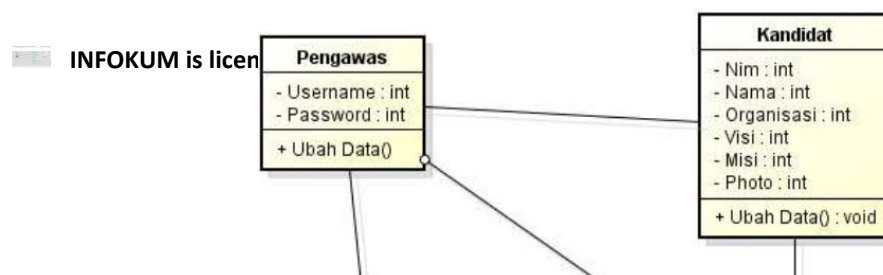 INFOKUM is licen
Pengawas
- Username : int
- Password : int
+ Ubah Data()
Kandidat
- Nim : int
- Nama : int
- Organisasi : int
- Visi : int
- Misi : int
- Photo : int
+ Ubah Data() : void